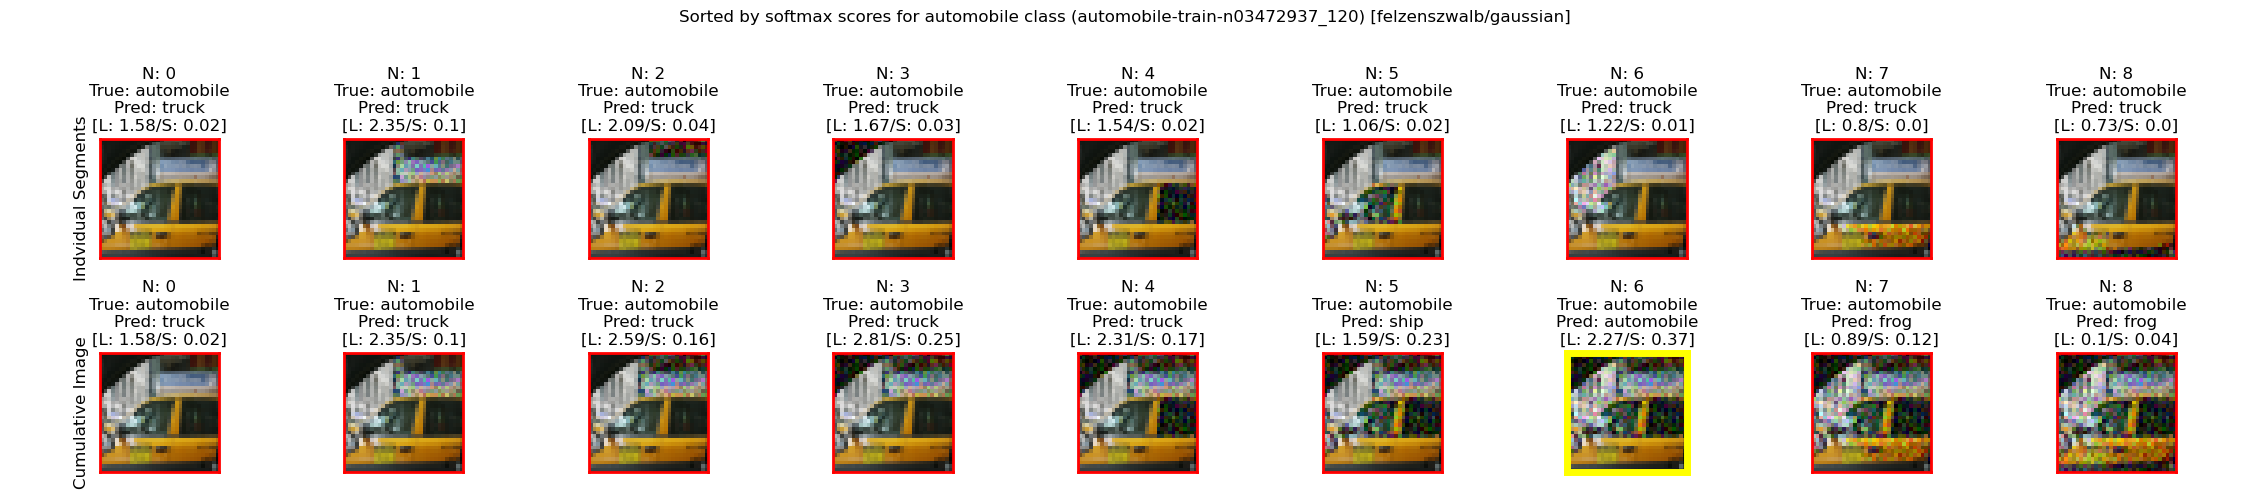 Sorted by softmax scores for automobile class (automobile-train-n03472937_120) [felzenszwalb/gaussian]
Indvidual Segments
N: 0
True: automobile
Pred: truck
[L: 1.58/S: 0.02]
N: 1
True: automobile
Pred: truck
[L: 2.35/S: 0.1]
N: 2
True: automobile
Pred: truck
[L: 2.09/S: 0.04]
N: 3
True: automobile
Pred: truck
[L: 1.67/S: 0.03]
N: 4
True: automobile
Pred: truck
[L: 1.54/S: 0.02]
N: 5
True: automobile
Pred: truck
[L: 1.06/S: 0.02]
N: 6
True: automobile
Pred: truck
[L: 1.22/S: 0.01]
N: 7
True: automobile
Pred: truck
[L: 0.8/S: 0.0]
N: 8
True: automobile
Pred: truck
[L: 0.73/S: 0.0]
Cumulative Image
N: 0
True: automobile
Pred: truck
[L: 1.58/S: 0.02]
N: 1
True: automobile
Pred: truck
[L: 2.35/S: 0.1]
N: 2
True: automobile
Pred: truck
[L: 2.59/S: 0.16]
N: 3
True: automobile
Pred: truck
[L: 2.81/S: 0.25]
N: 4
True: automobile
Pred: truck
[L: 2.31/S: 0.17]
N: 5
True: automobile
Pred: ship
[L: 1.59/S: 0.23]
N: 6
True: automobile
Pred: automobile
[L: 2.27/S: 0.37]
N: 7
True: automobile
Pred: frog
[L: 0.89/S: 0.12]
N: 8
True: automobile
Pred: frog
[L: 0.1/S: 0.04]